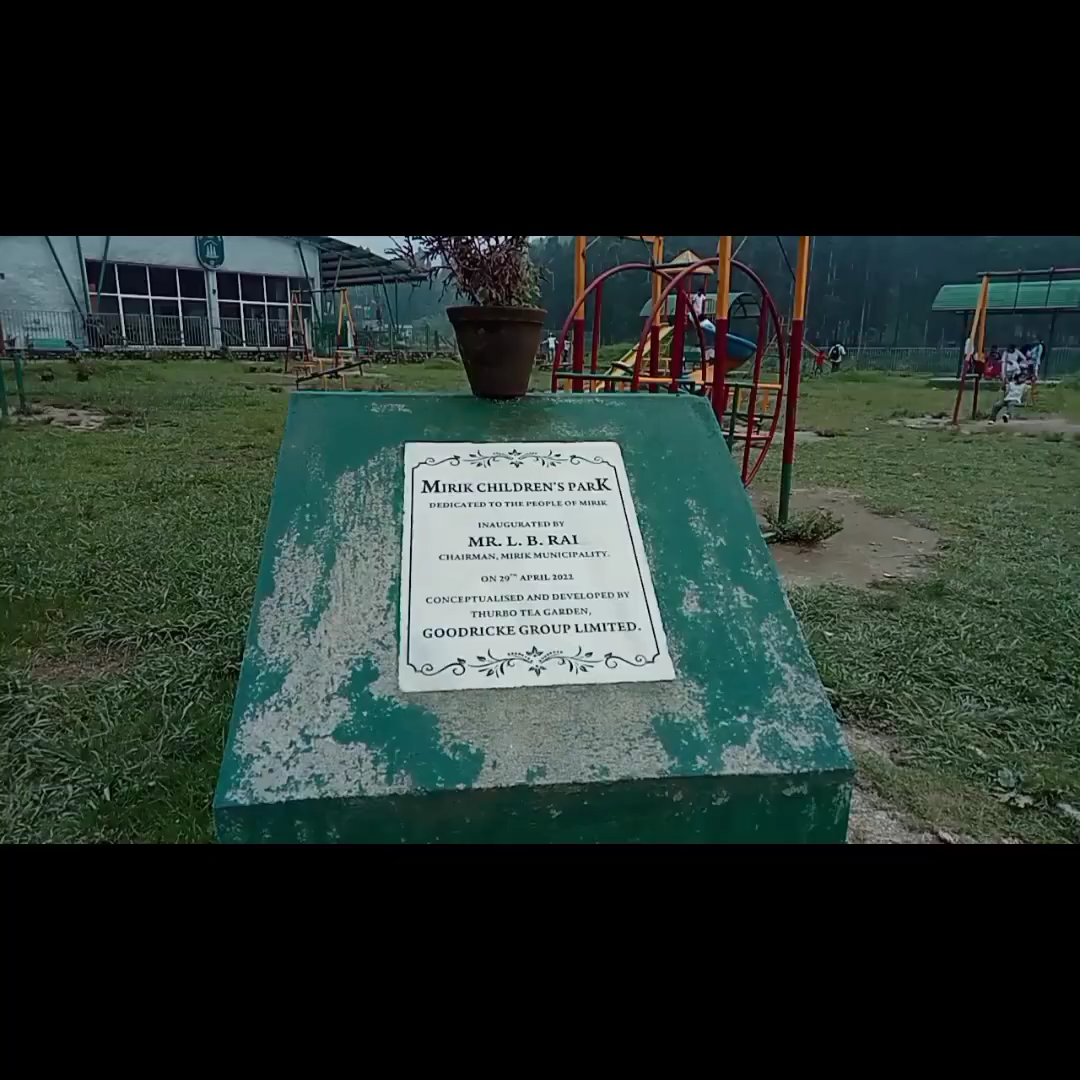 MIRIK CHILDREN'S PARK
DEDICATED TO THE PEOPLE OF MIRIK
INAUGURATED BY
MR. L. B. RAI
CHAIRMAN, MIRIK MUNICIPALITY.
ON 29TH APRIL 2022
CONCEPTUALISED AND DEVELOPED BY
THURBO TEA GARDEN,
GOODRICKE GROUP LIMITED.